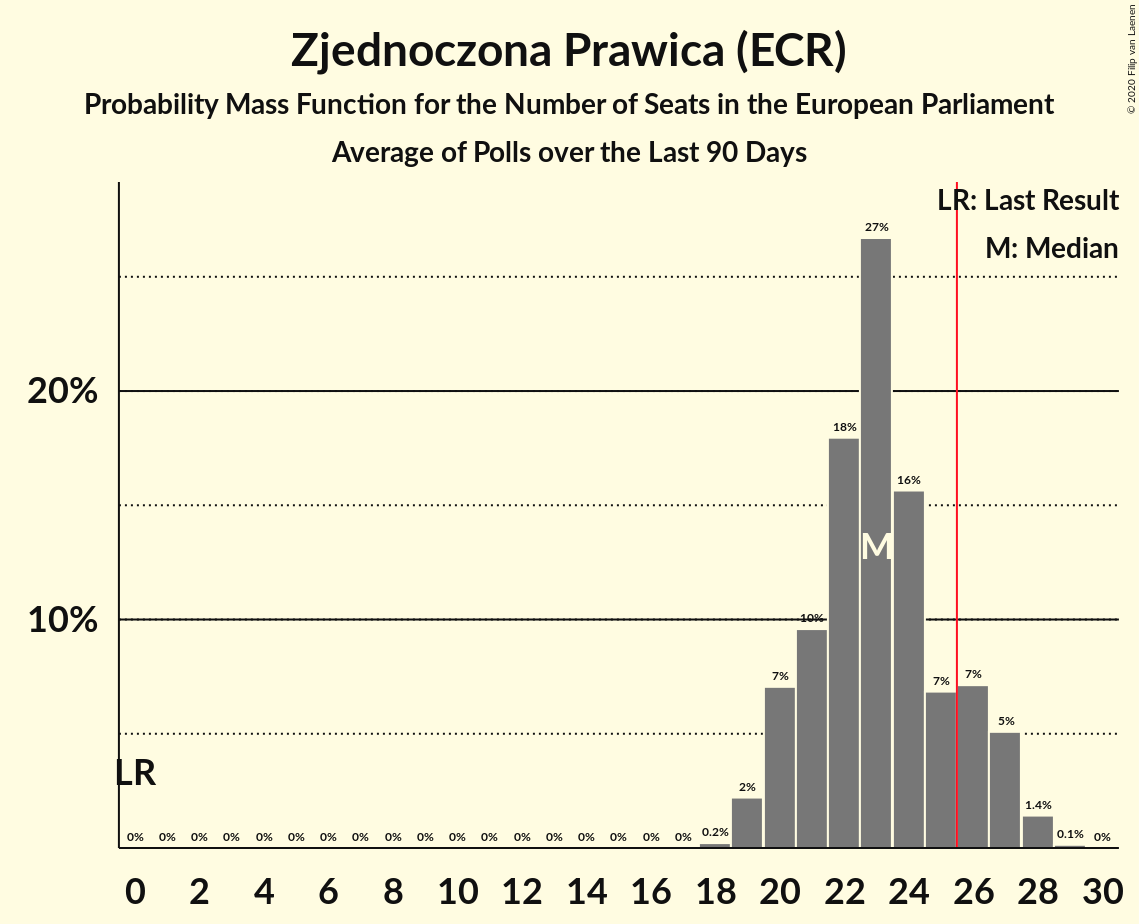 Zjednoczona Prawica (ECR)
Probability Mass Function for the Number of Seats in the European Parliament
Average of Polls over the Last 90 Days
© 2020 Filip van Laenen
LR: Last Result
M: Median
27%
20%
18%
16%
M
10%
10%
7%
7%
7%
5%
LR
2%
1.4%
0% 0% 0% 0% 0% 0% 0% 0% 0% 0% 0% 0% 0% 0% 0% 0% 0% 0% 0.2% 0.1% 0%
0 2 4 6 8 10 12 14 16 18 20 22 24 26 28 30